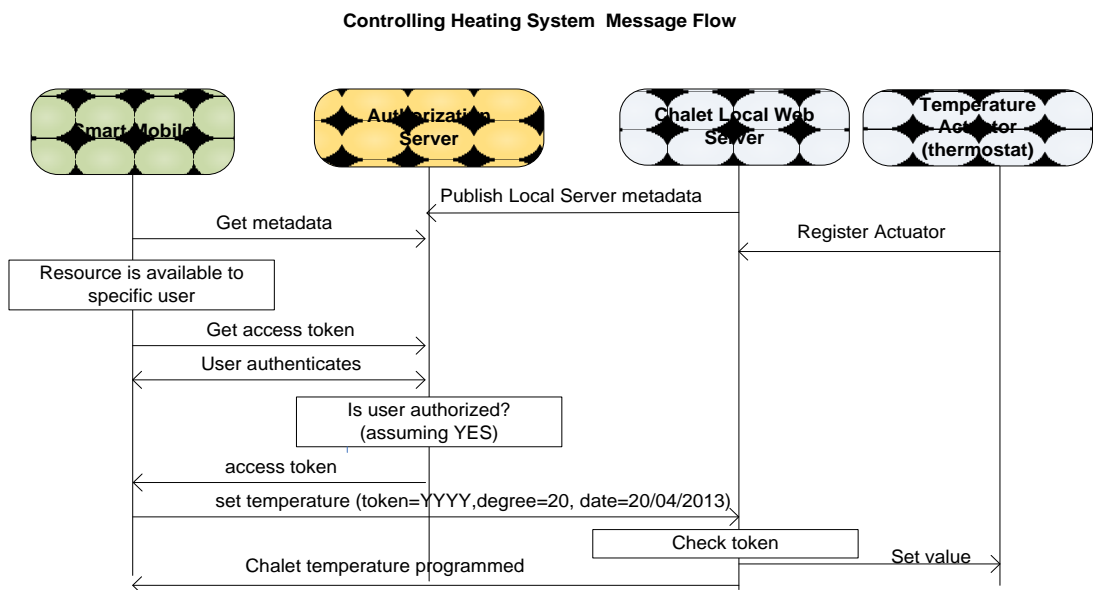 Controlling Heating System  Message Flow
Smart Mobile
Authorization
Server
Chalet Local Web
Server
Temperature
Actuator
(thermostat)
Publish Local Server metadata
Get metadata
Register Actuator
Resource is available to
specific user
Get access token
User authenticates
Is user authorized?
(assuming YES)
access token
set temperature (token=YYYY,degree=20, date=20/04/2013)
Check token
Set value
Chalet temperature programmed